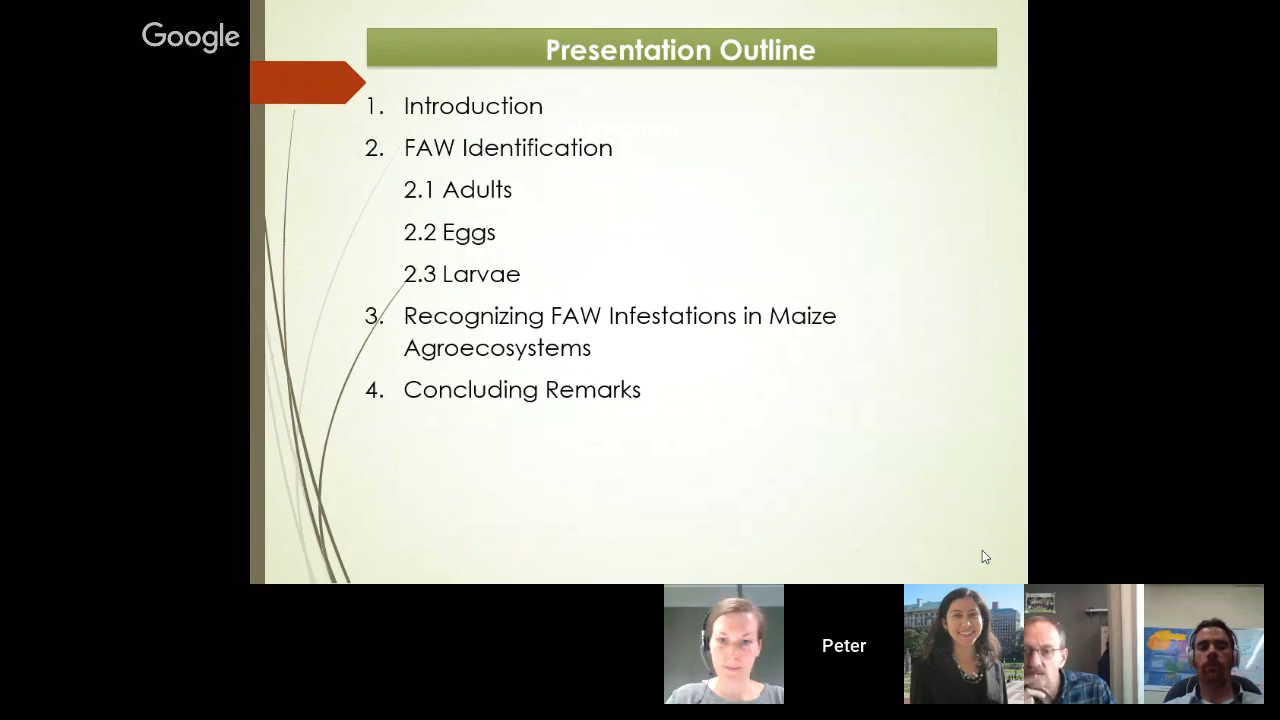 Google
Presentation Outline
1. Introduction
2. FAW Identification
2.1 Adults
2.2 Eggs
2.3 Larvae
3. Recognizing FAW Infestations in Maize
Agroecosystems
4. Concluding Remarks
Peter